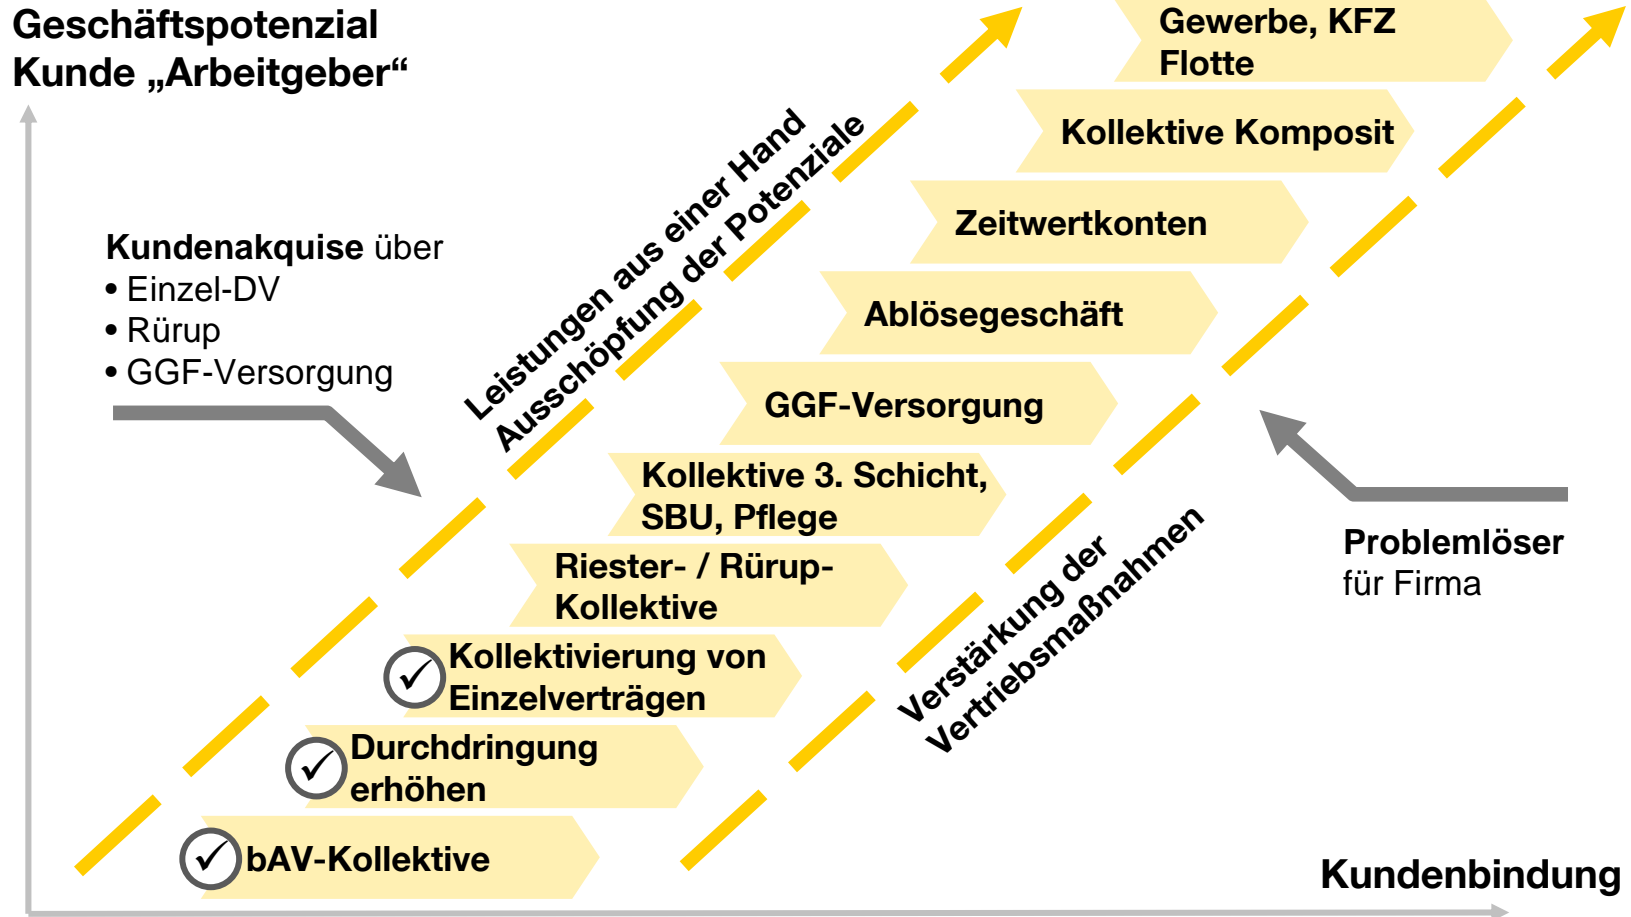 Geschäftspotenzial
Kunde „Arbeitgeber“
Gewerbe, KFZ
Flotte
Kollektive Komposit
Zeitwertkonten
Ablösegeschäft
GGF-Versorgung
Kollektive 3. Schicht,
SBU, Pflege
Riester- / Rürup-
Kollektive
Kollektivierung von
Einzelverträgen
Durchdringung
erhöhen
bAV-Kollektive
Kundenakquise über
• Einzel-DV
• Rürup
• GGF-Versorgung
Leistungen aus einer Hand
Ausschöpfung der Potenziale
Verstärkung der
Vertriebsmaßnahmen
Problemlöser
für Firma
Kundenbindung